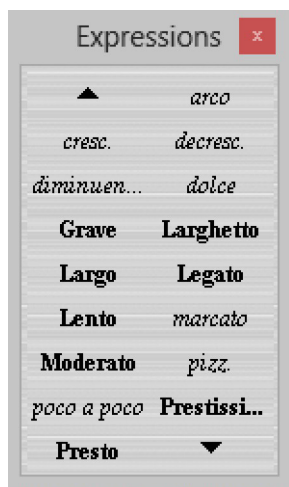 Expressions x
▲ arco
cresc. decresc.
diminuen... dolce
Grave Larghetto
Largo Legato
Lento marcato
Moderato pizz.
poco a poco Prestissi...
Presto ▼